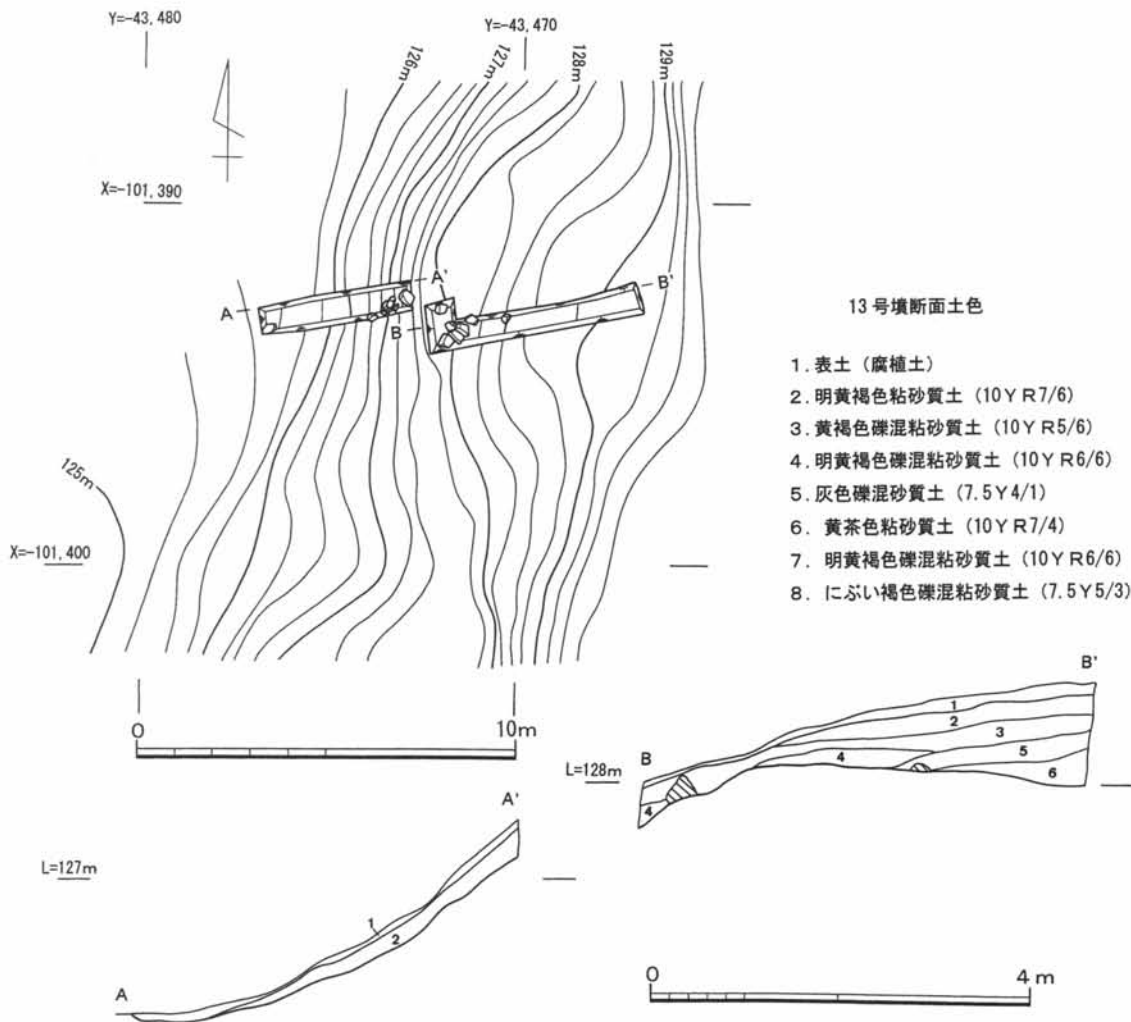 Y=-43,480
Y=-43,470
126m
127m
128m
129m
X=-101,390
A
A'
B
B'
125m
X=-101,400
13号墳断面土色
1.表土（腐植土）
2.明黄褐色粘砂質土（10YR7/6）
3.黄褐色礫混粘砂質土（10YR5/6）
4.明黄褐色礫混粘砂質土（10YR6/6）
5.灰色礫混砂質土（7.5Y4/1）
6.黄茶色粘砂質土（10YR7/4）
7.明黄褐色礫混粘砂質土（10YR6/6）
8.にぶい褐色礫混粘砂質土（7.5Y5/3）
0
10m
B'
1
2
3
B
4
5
L=128m
6
4
A'
L=127m
1
2
A
0
4m